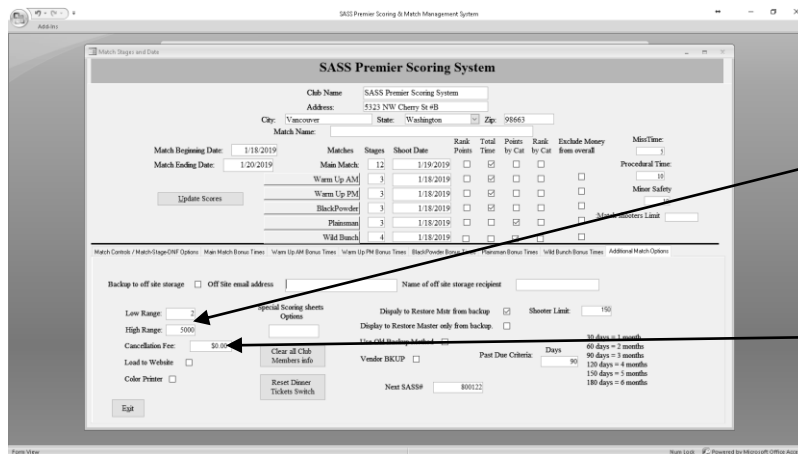 SASS Premier Scoring & Match Management System
Add-Ins
Match Stages and Date
SASS Premier Scoring System
Club Name SASS Premier Scoring System
Address: 5323 NW Cherry St #B
City: Vancouver State: Washington Zip: 98663
Match Name:
Match Beginning Date: 1/18/2019
Match Ending Date: 1/20/2019
Update Scores
Matches Stages Shoot Date Rank Points Total Time Points by Cat Rank by Cat Exclude Money from overall
Main Match: 12 1/19/2019
Warm Up AM 3 1/18/2019
Warm Up PM 3 1/18/2019
BlackPowder 3 1/18/2019
Plainsman 3 1/18/2019
Wild Bunch 4 1/18/2019
MissTime:
5
Procedural Time:
10
Minor Safety
10
Match Shooters Limit
Match Controls / Match-Stage-DNF Options Main Match Bonus Times Warm Up AM Bonus Times Warm Up PM Bonus Times BlackPowder Bonus Times Plainsman Bonus Times Wild Bunch Bonus Times Additional Match Options
Backup to off site storage Off Site email address Name of off site storage recipient
Low Range: 2
High Range: 5000
Cancellation Fee: $0.00
Load to Website
Color Printer
Exit
Special Scoring sheets
Options
Clear all Club
Members info
Reset Dinner
Tickets Switch
Dispaly to Restore Mstr from backup Shooter Limit: 150
Display to Restore Master only from backup.
Use Old Backup Method
Vendor BKUP Past Due Criteria: Days 90
Next SASS# 800122
30 days = 1 month
60 days = 2 months
90 days = 3 months
120 days = 4 months
150 days = 5 months
180 days = 6 months
Form View Num Lock Powered by Microsoft Office Access